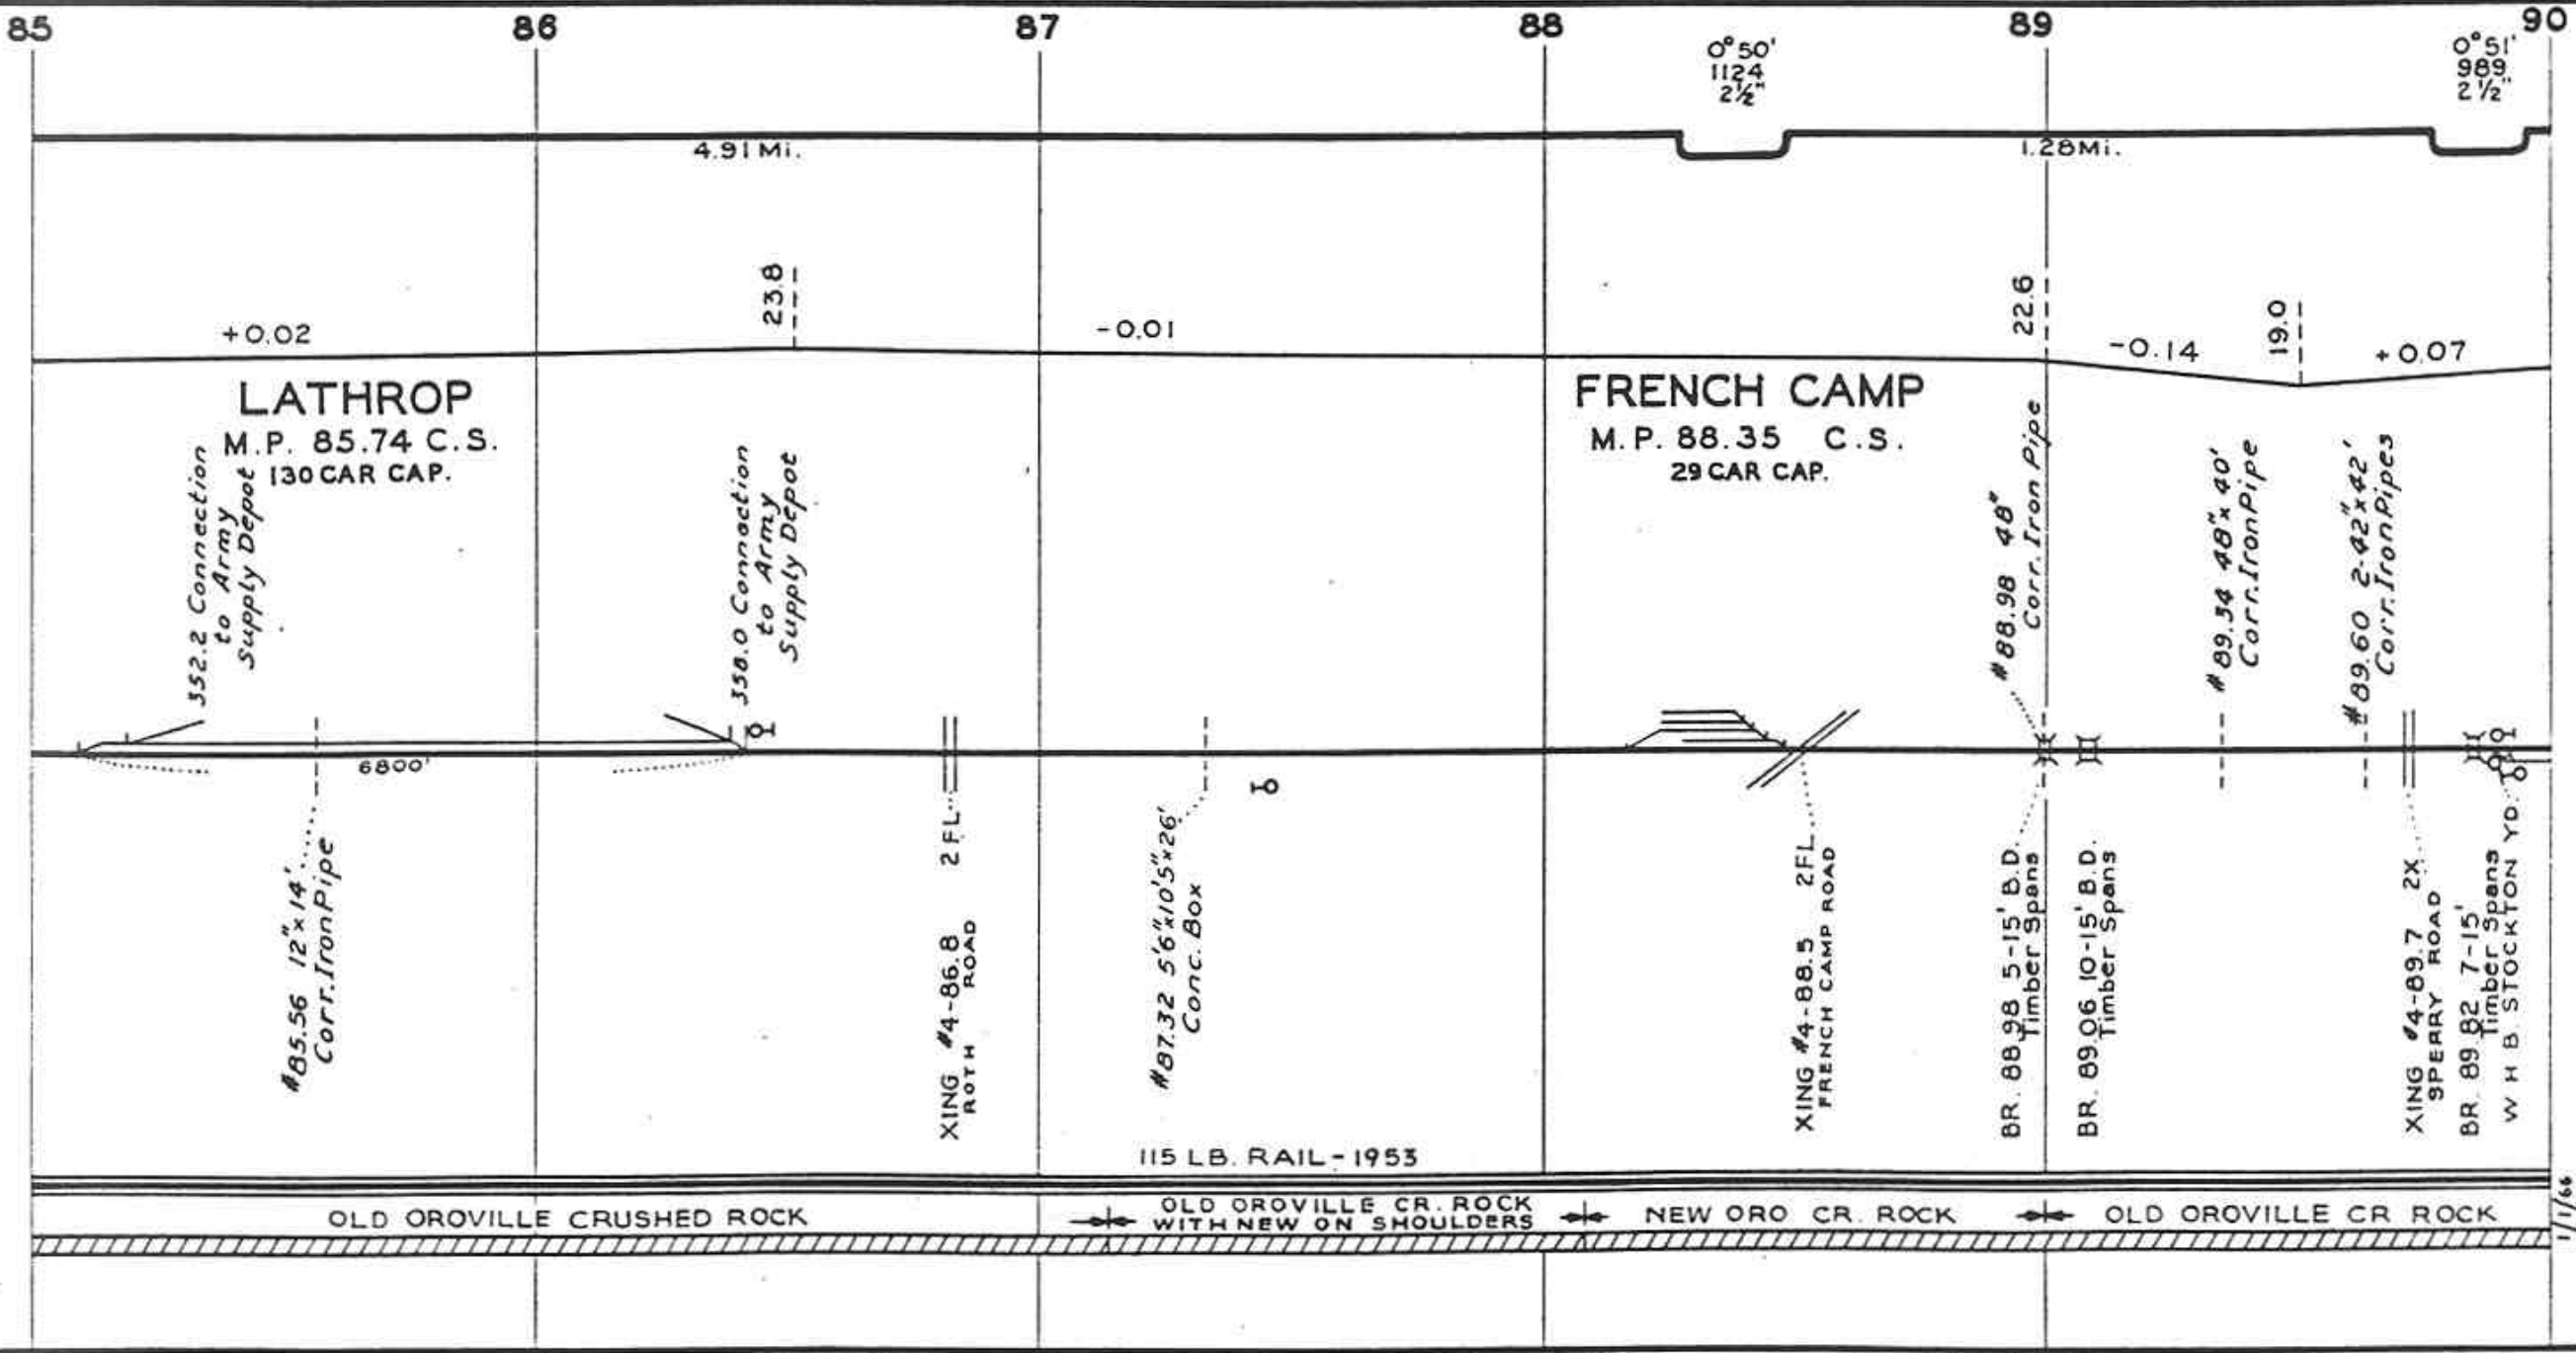 85 86 87 88 89 90
0°50'
1124
2½"
0°51'
989
2½"
4.91 Mi.
1.28 Mi.
+0.02
23.8
-0.01
22.6
-0.14
19.0
+0.07
LATHROP
M.P. 85.74 C.S.
130 CAR CAP.
FRENCH CAMP
M.P. 88.35 C.S.
29 CAR CAP.
352.2 Connection
to Army
Supply Depot
358.0 Connection
to Army
Supply Depot
#88.98 48"
Corr. Iron Pipe
#89.34 48"x40'
Corr. Iron Pipe
#89.60 2-42"x42'
Corr. Iron Pipes
6800'
#85.56 12"x14'
Corr. Iron Pipe
XING #4-86.8 2 FL.
ROTH ROAD
#87.32 5'6"x10'5"x26'
Conc. Box
XING #4-88.5 2FL.
FRENCH CAMP ROAD
BR. 88.98 5-15' B.D.
Timber Spans
BR. 89.06 10-15' B.D.
Timber Spans
XING #4-89.7 2X
SPERRY ROAD
BR. 89.82 7-15'
Timber Spans
W H B STOCKTON YD.
115 LB. RAIL - 1953
OLD OROVILLE CRUSHED ROCK
OLD OROVILLE CR. ROCK
WITH NEW ON SHOULDERS
NEW ORO CR. ROCK
OLD OROVILLE CR ROCK
1/1/66